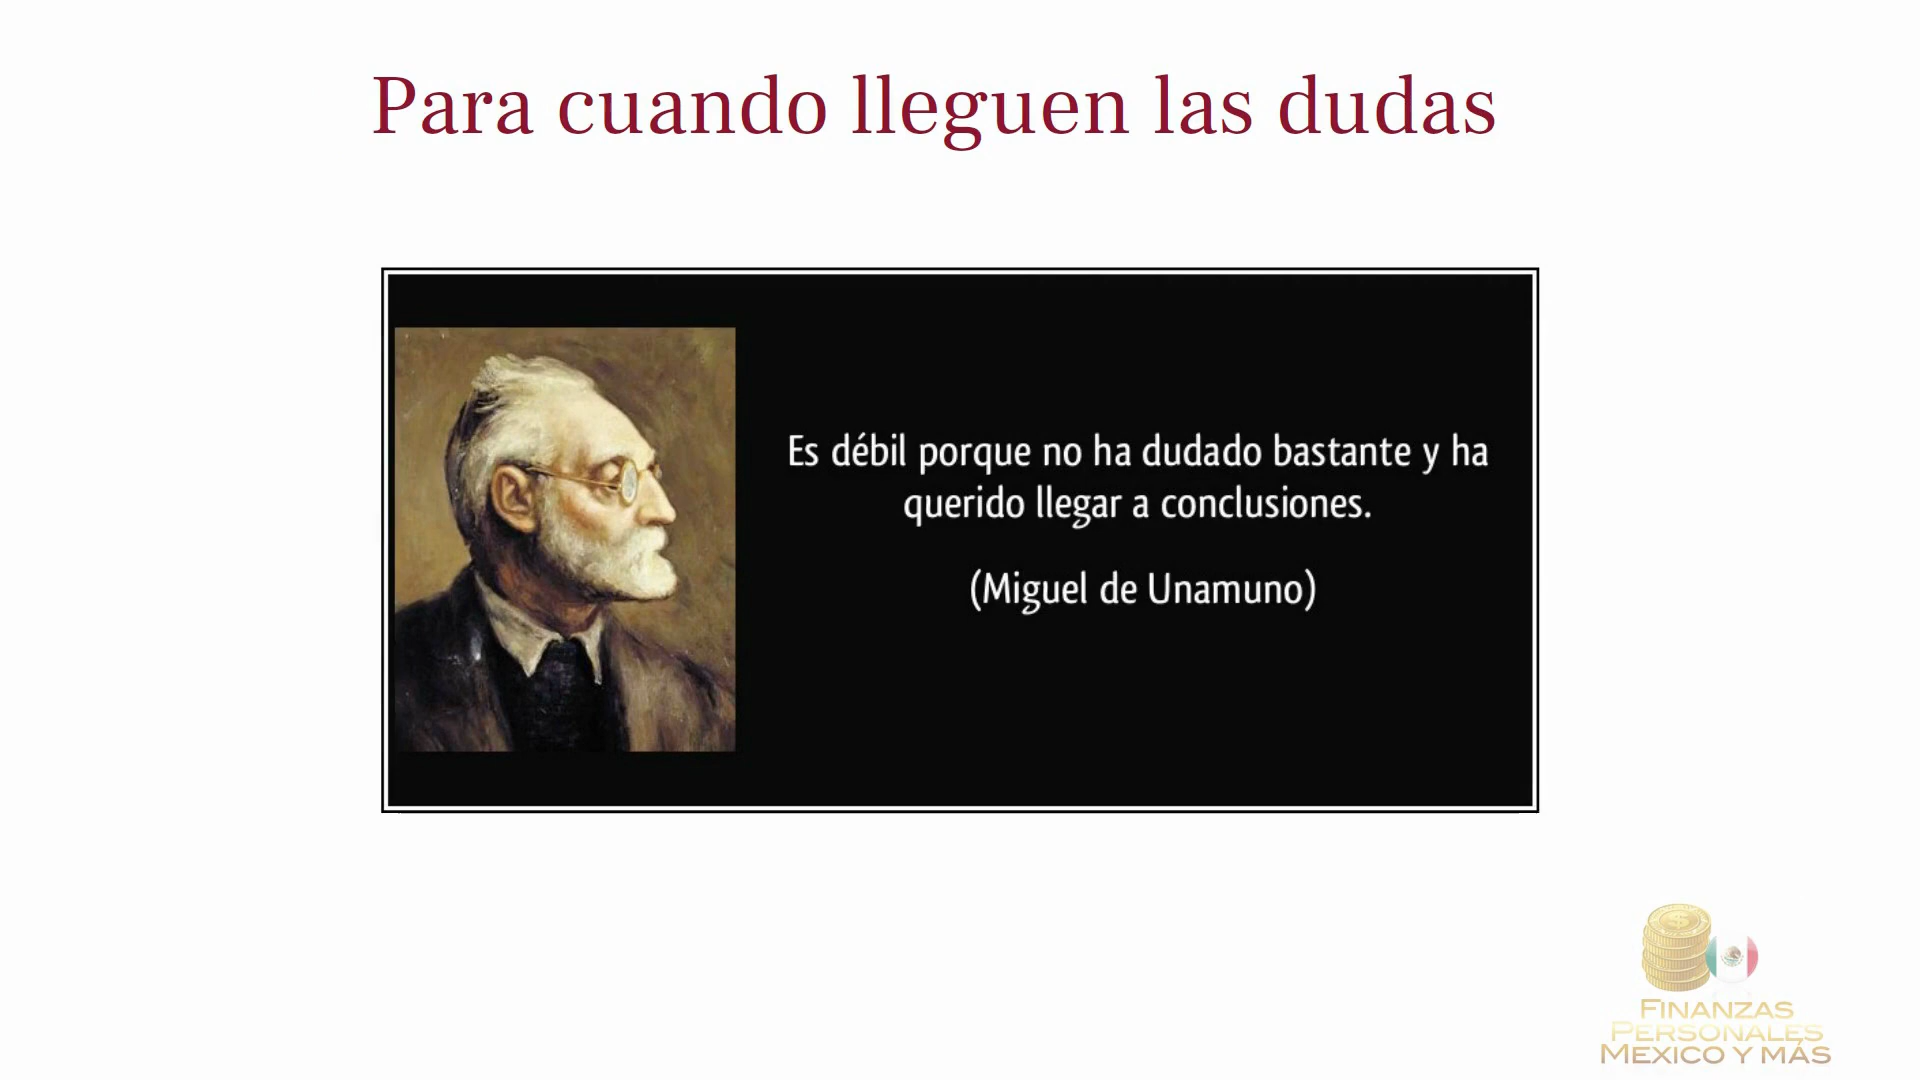 Para cuando lleguen las dudas
Es débil porque no ha dudado bastante y ha
querido llegar a conclusiones.
(Miguel de Unamuno)
FINANZAS
PERSONALES
MEXICO Y MÁS